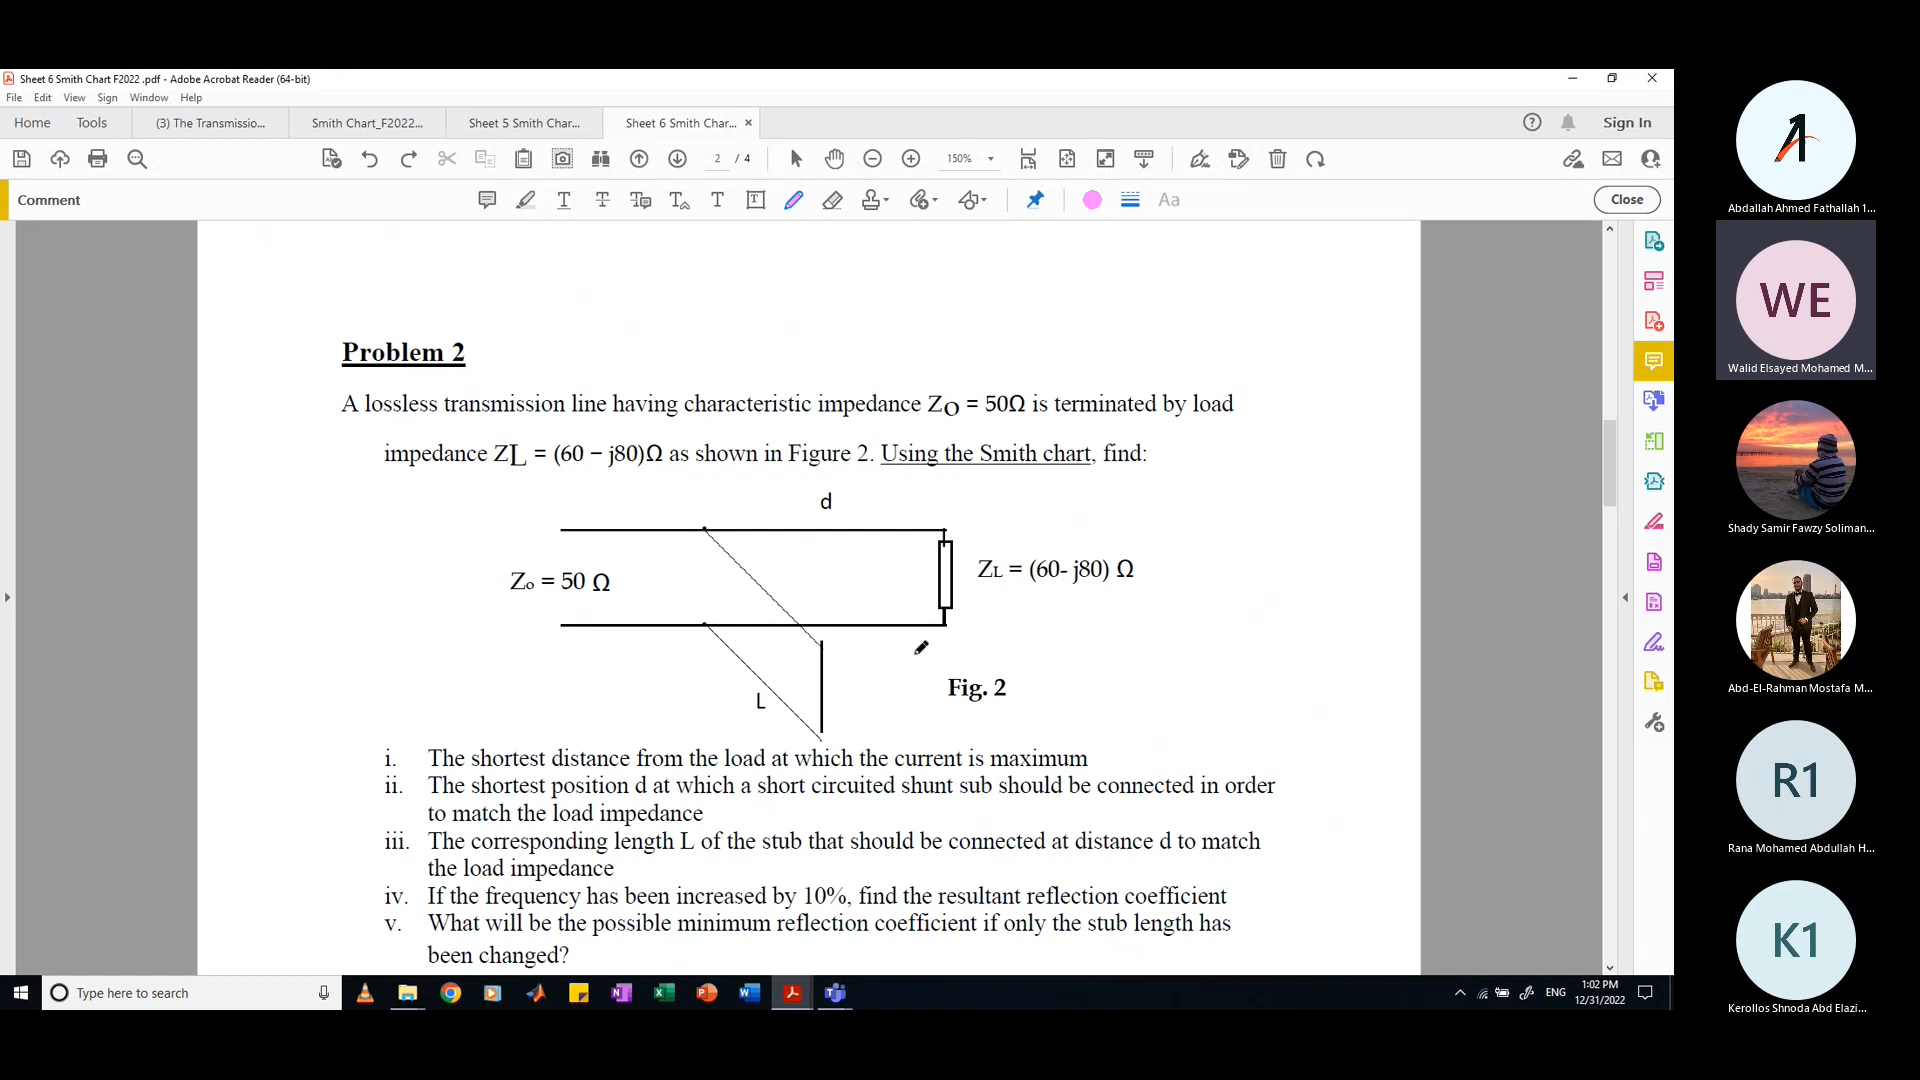 Sheet 6 Smith Chart F2022 .pdf - Adobe Acrobat Reader (64-bit)
File Edit View Sign Window Help
Home Tools (3) The Transmissio... Smith Chart_F2022... Sheet 5 Smith Char... Sheet 6 Smith Char... × Sign In
2 / 4 150%
Comment Aa Close
Problem 2
A lossless transmission line having characteristic impedance ZO = 50Ω is terminated by load
impedance ZL = (60 − j80)Ω as shown in Figure 2. Using the Smith chart, find:
d
Zo = 50 Ω
ZL = (60- j80) Ω
L
Fig. 2
i. The shortest distance from the load at which the current is maximum
ii. The shortest position d at which a short circuited shunt sub should be connected in order
to match the load impedance
iii. The corresponding length L of the stub that should be connected at distance d to match
the load impedance
iv. If the frequency has been increased by 10%, find the resultant reflection coefficient
v. What will be the possible minimum reflection coefficient if only the stub length has
been changed?
Type here to search
ENG
1:02 PM
12/31/2022
Abdallah Ahmed Fathallah 1...
WE
Walid Elsayed Mohamed M...
Shady Samir Fawzy Soliman...
Abd-El-Rahman Mostafa M...
R1
Rana Mohamed Abdullah H...
K1
Kerollos Shnoda Abd Elazi...